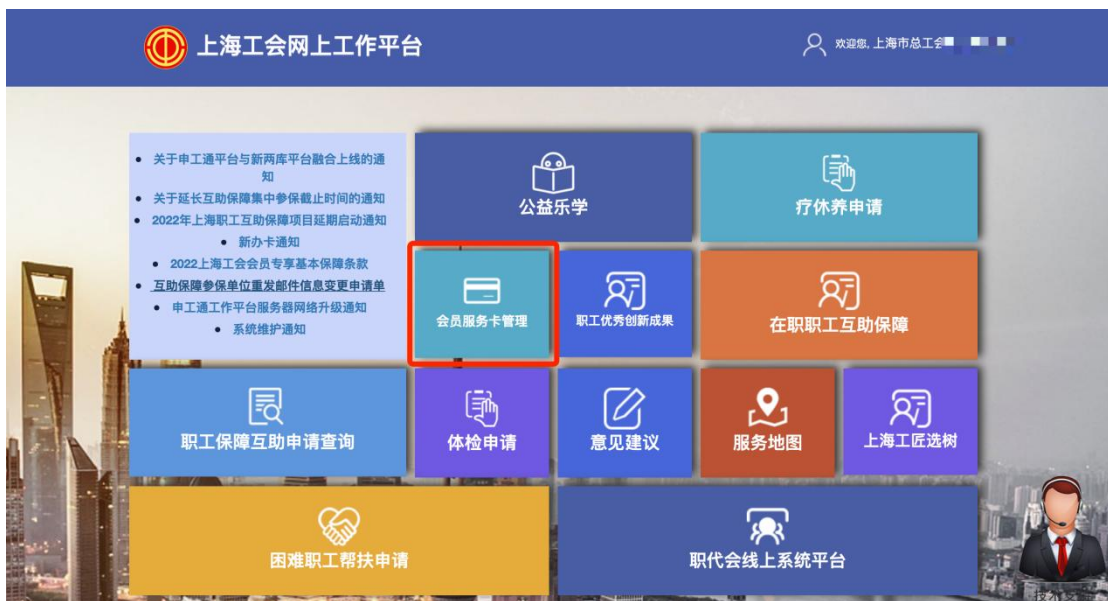 上海工会网上工作平台
欢迎您, 上海市总工会
关于申工通平台与新两库平台融合上线的通
知
关于延长互助保障集中参保截止时间的通知
2022年上海职工互助保障项目延期启动通知
新办卡通知
2022上海工会会员专享基本保障条款
互助保障参保单位重发邮件信息变更申请单
申工通工作平台服务器网络升级通知
系统维护通知
公益乐学
疗休养申请
会员服务卡管理
职工优秀创新成果
在职职工互助保障
职工保障互助申请查询
体检申请
意见建议
服务地图
上海工匠选树
困难职工帮扶申请
职代会线上系统平台